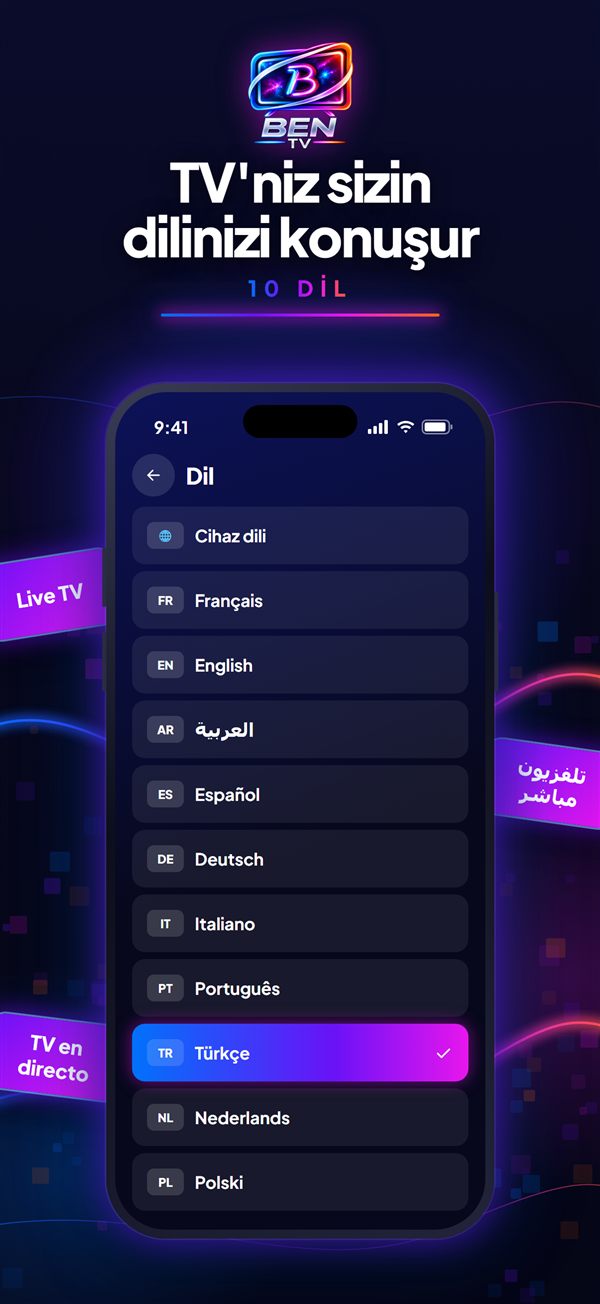 B
BEN
TV
TV'niz sizin
dilinizi konuşur
10 DİL
9:41
Dil
Cihaz dili
FR Français
Live TV
EN English
AR العربية
تلفزيون
مباشر
ES Español
DE Deutsch
IT Italiano
PT Português
TV en
directo
TR Türkçe
NL Nederlands
PL Polski